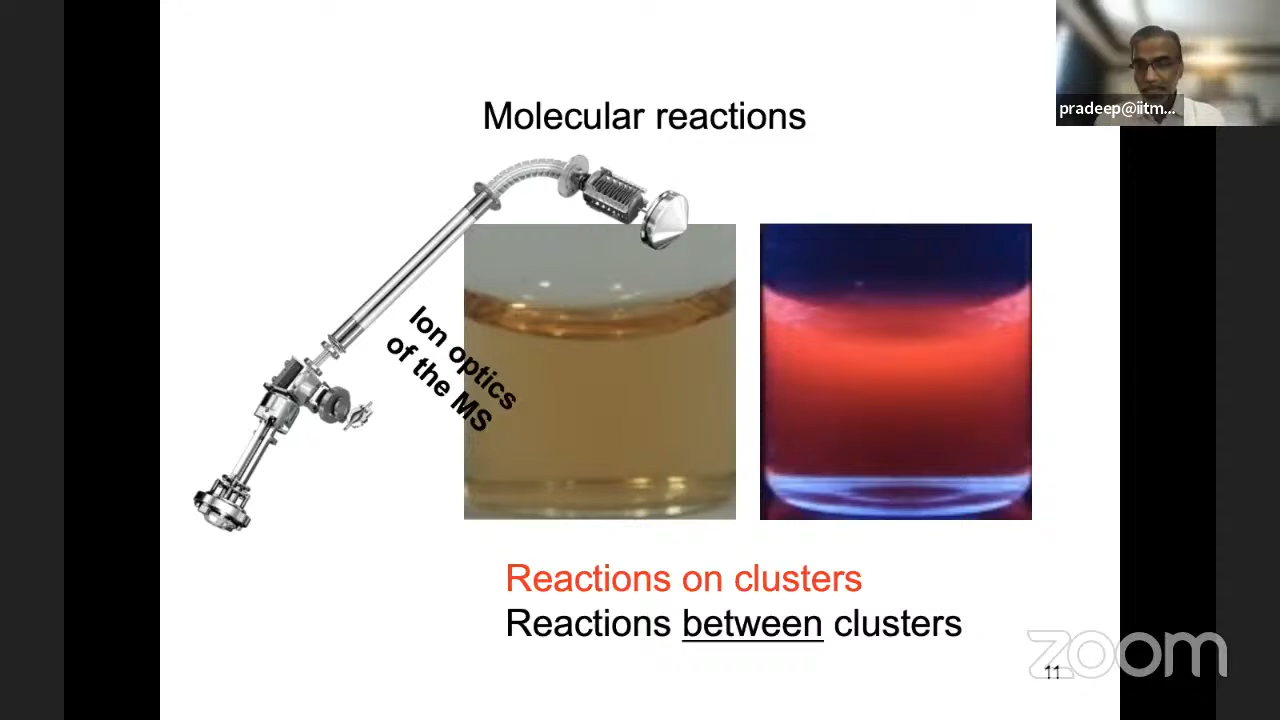 pradeep@iitm...
Molecular reactions
Ion optics
of the MS
Reactions on clusters
Reactions between clusters
zoom
11